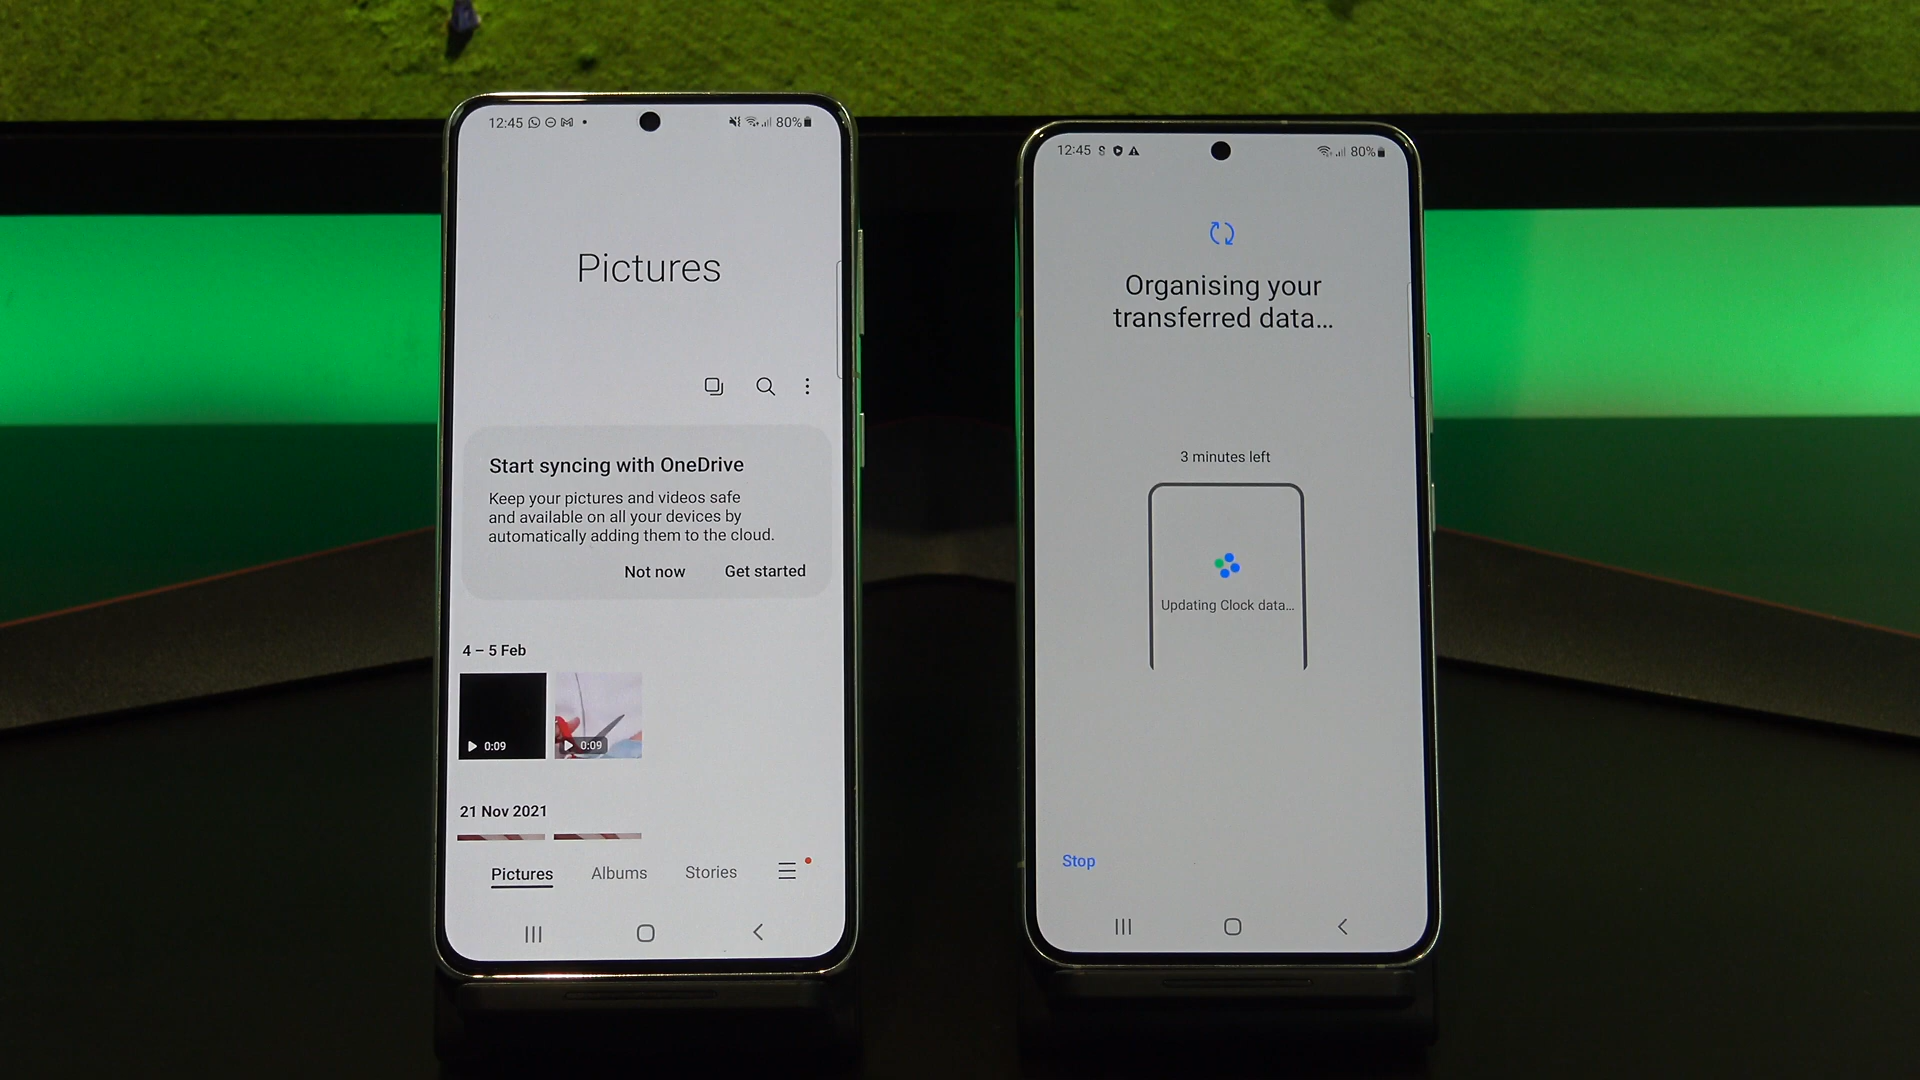 12:45
80%
Pictures
Start syncing with OneDrive
Keep your pictures and videos safe
and available on all your devices by
automatically adding them to the cloud.
Not now Get started
4 – 5 Feb
0:09 0:09
21 Nov 2021
Pictures Albums Stories
12:45
80%
Organising your
transferred data...
3 minutes left
Updating Clock data...
Stop